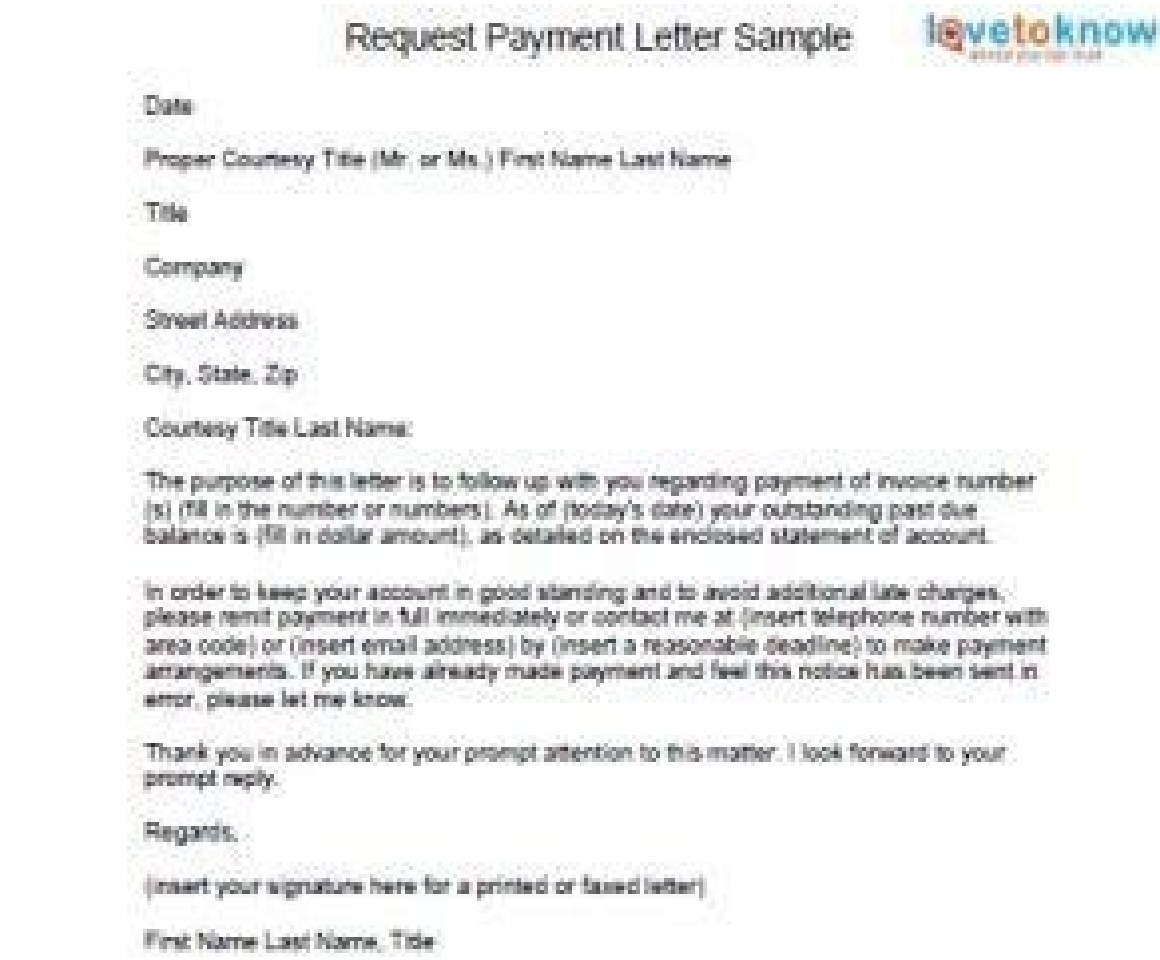 Request Payment Letter Sample
lovetoknow
Date
Proper Courtesy Title (Mr. or Ms.) First Name Last Name
Title
Company
Street Address
City, State, Zip
Courtesy Title Last Name:
The purpose of this letter is to follow up with you regarding payment of invoice number
(s) (fill in the number or numbers). As of (today's date) your outstanding past due
balance is (fill in dollar amount), as detailed on the enclosed statement of account.
In order to keep your account in good standing and to avoid additional late charges,
please remit payment in full immediately or contact me at (insert telephone number with
area code) or (insert email address) by (insert a reasonable deadline) to make payment
arrangements. If you have already made payment and feel this notice has been sent in
error, please let me know.
Thank you in advance for your prompt attention to this matter. I look forward to your
prompt reply.
Regards,
(insert your signature here for a printed or faxed letter)
First Name Last Name, Title